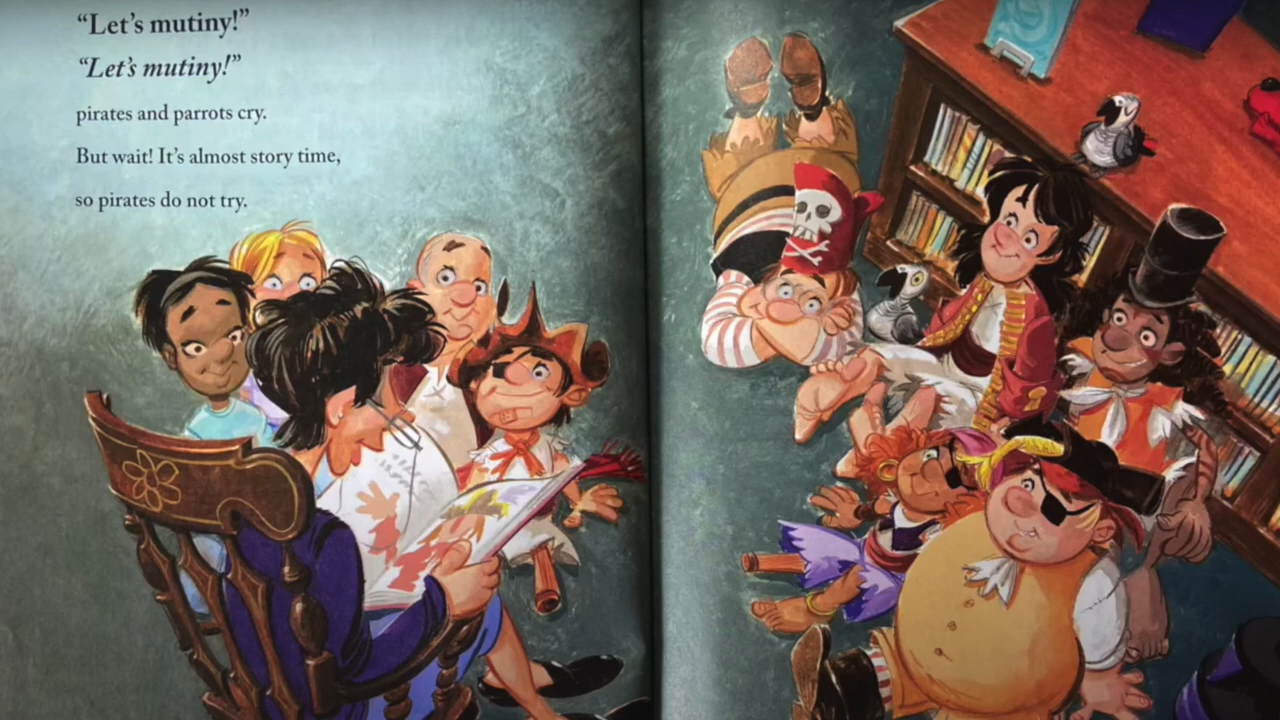 “Let’s mutiny!”
“Let’s mutiny!”
pirates and parrots cry.
But wait! It’s almost story time,
so pirates do not try.